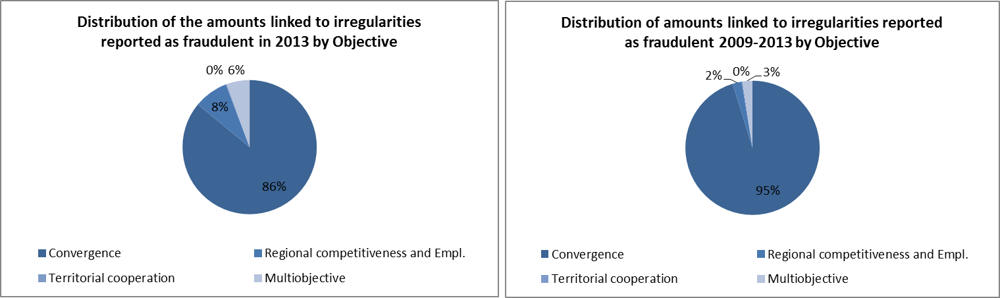 Distribution of the amounts linked to irregularities
reported as fraudulent in 2013 by Objective
0% 6%
8%
86%
Convergence
Regional competitiveness and Empl.
Territorial cooperation
Multiobjective
Distribution of amounts linked to irregularities reported
as fraudulent 2009-2013 by Objective
2% 0% 3%
95%
Convergence
Regional competitiveness and Empl.
Territorial cooperation
Multiobjective